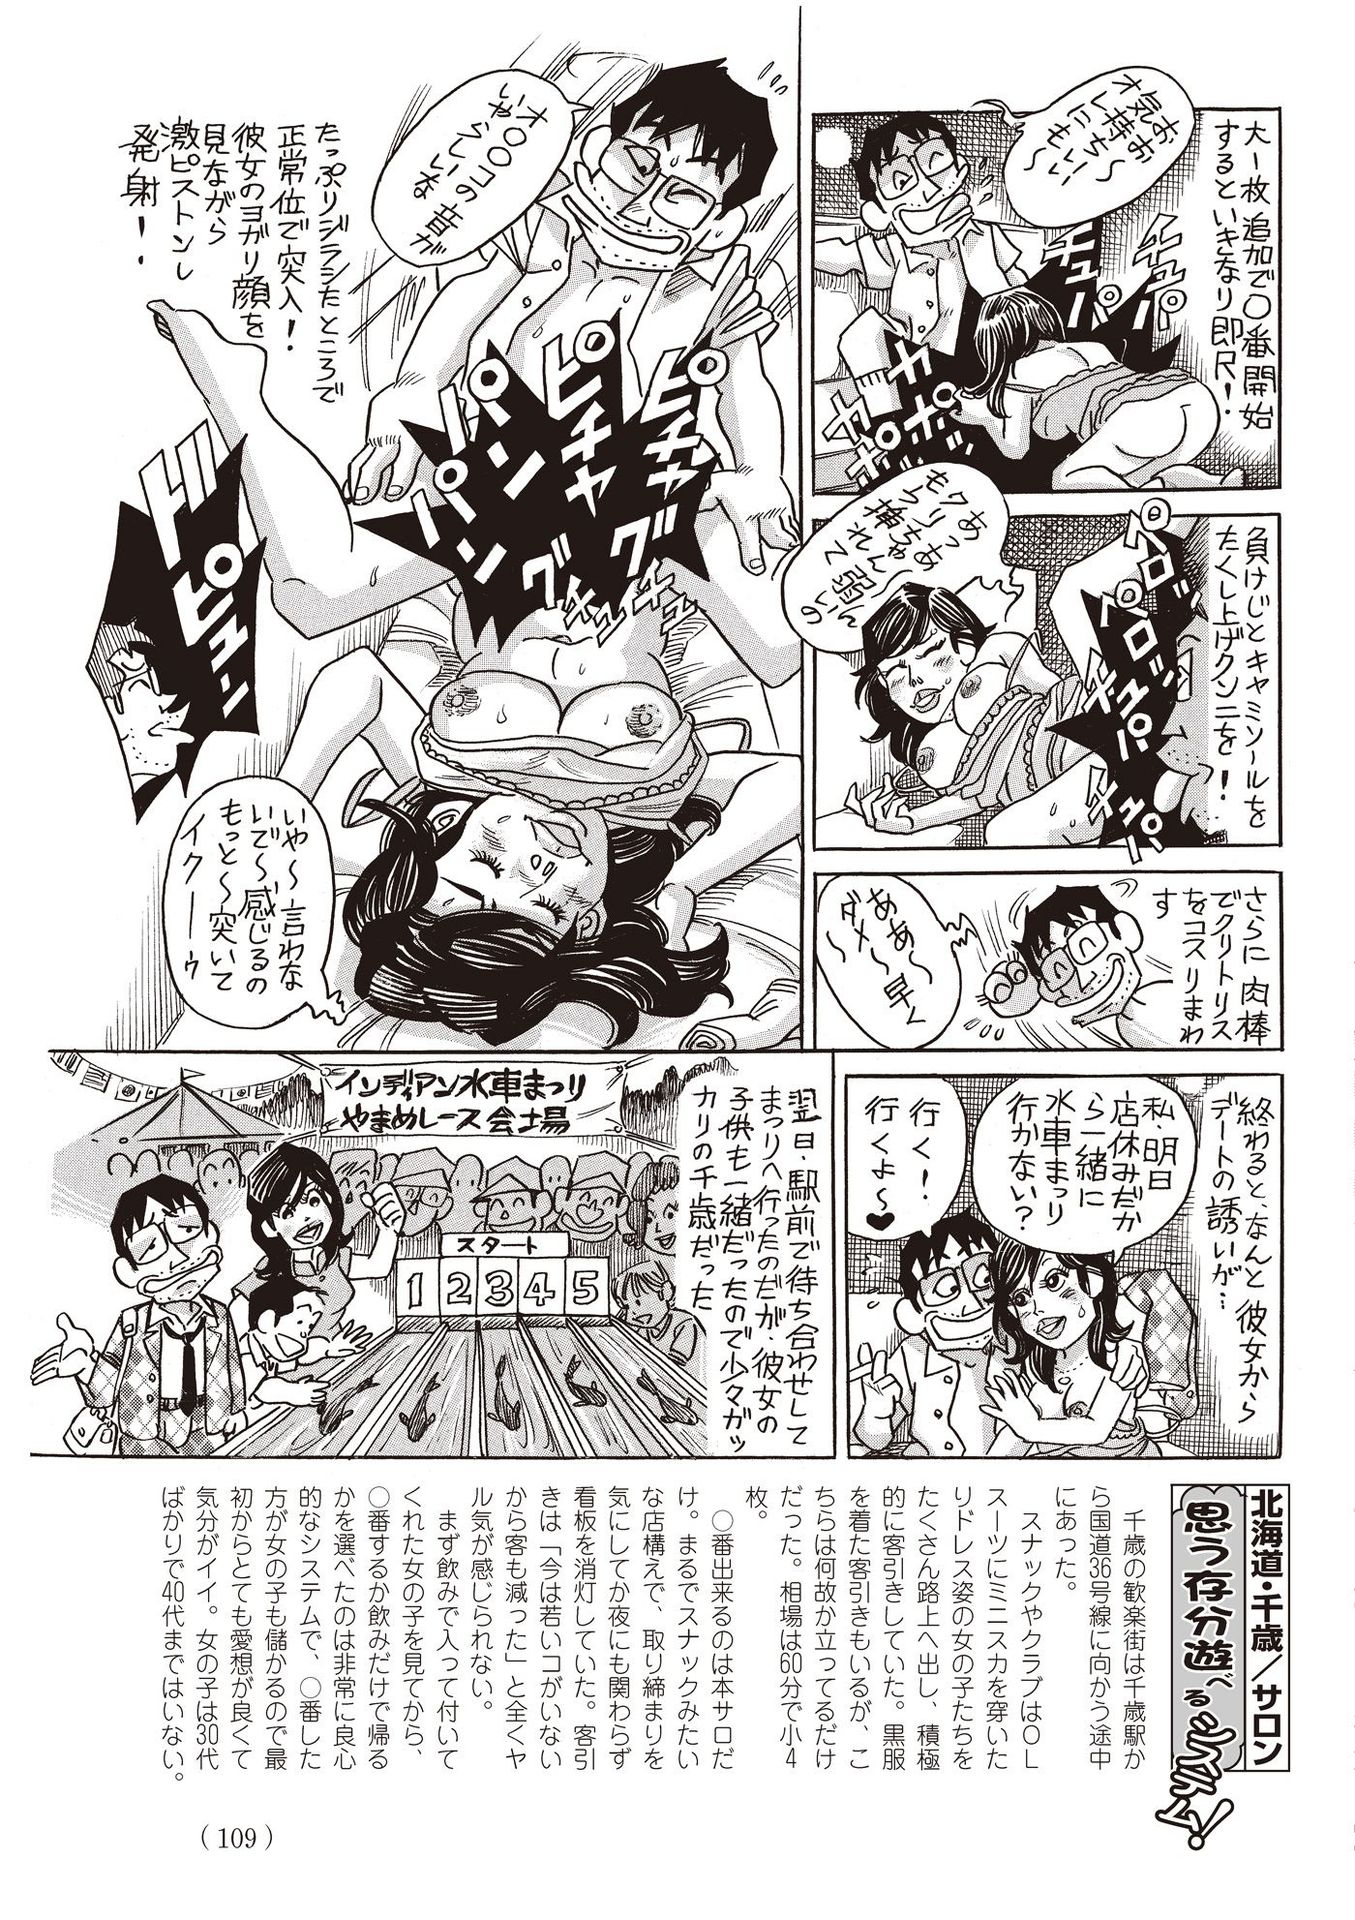 大一枚追加で〇番開始
するといきなり即尺!
おお〜
気持ちいい
オレにも〜
チュパ
チュパ
カポ
ヤポ
負けじとキャミソールを
たくし上げクンニを!
あっ
クリちゃん弱いの
ペロ
ペロ
さらに肉棒
でクリトリス
をコスリまわ
す
ああ〜
ダメ〜早く
たっぷりジラシたところで
正常位で突入!
彼女のヨガリ顔を
見ながら
激ピストンし
発射!
オ〇〇コの音が
いやらしいね
ピチャ
ピチャ
パン
パン
グチュ
グチュ
ドドドピュン
いや〜言わな
いで〜感じるの
もっと〜突いて
イクーゥ
終わると、なんと彼女から
デートの誘いが…
私、明日
店休みだか
ら一緒に
水車まつり
行かない?
行く!
行くよ〜♥
翌日、駅前で待ち合わせして
まつりへ行ったのだが、彼女の
子供も一緒だったので少々ガッ
カリの千歳だった
インディアン水車まつり
やまめレース会場
スタート
1 2 3 4 5
北海道・千歳/サロン
思う存分遊べるシステム!
千歳の歓楽街は千歳駅か
ら国道36号線に向かう途中
にあった。
スナックやクラブはOL
スーツにミニスカを穿いた
りドレス姿の女の子たちを
たくさん路上へ出し、積極
的に客引きしていた。黒服
を着た客引きもいるが、こ
ちらは何故か立ってるだけ
だった。相場は60分で小4
枚。
〇番出来るのは本サロだ
け。まるでスナックみたい
な店構えで、取り締まりを
気にしてか夜にも関わらず
看板を消灯していた。客引
きは「今は若いコがいない
から客も減った」と全くヤ
ル気が感じられない。
まず飲みで入って付いて
くれた女の子を見てから、
〇番するか飲みだけで帰る
かを選べたのは非常に良心
的なシステムで、〇番した
方が女の子も儲かるので最
初からとても愛想が良くて
気分がイイ。女の子は30代
ばかりで40代まではいない。
(109)